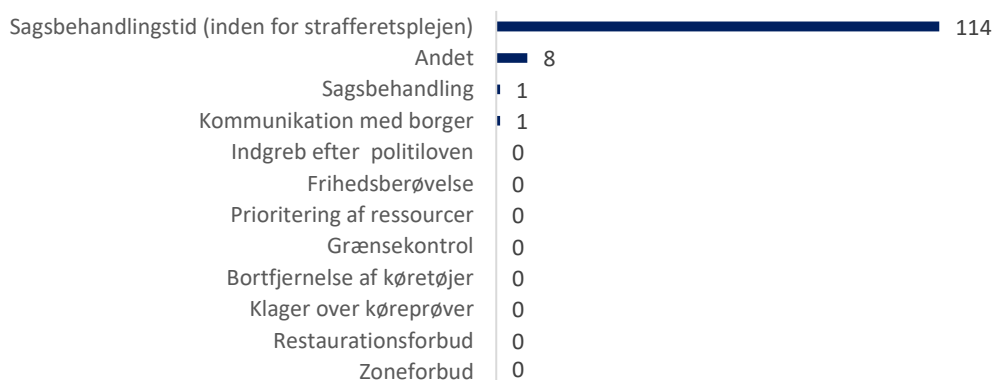 Sagsbehandlingstid (inden for strafferetsplejen) 114
Andet 8
Sagsbehandling 1
Kommunikation med borger 1
Indgreb efter politiloven 0
Frihedsberøvelse 0
Prioritering af ressourcer 0
Grænsekontrol 0
Bortfjernelse af køretøjer 0
Klager over køreprøver 0
Restaurationsforbud 0
Zoneforbud 0